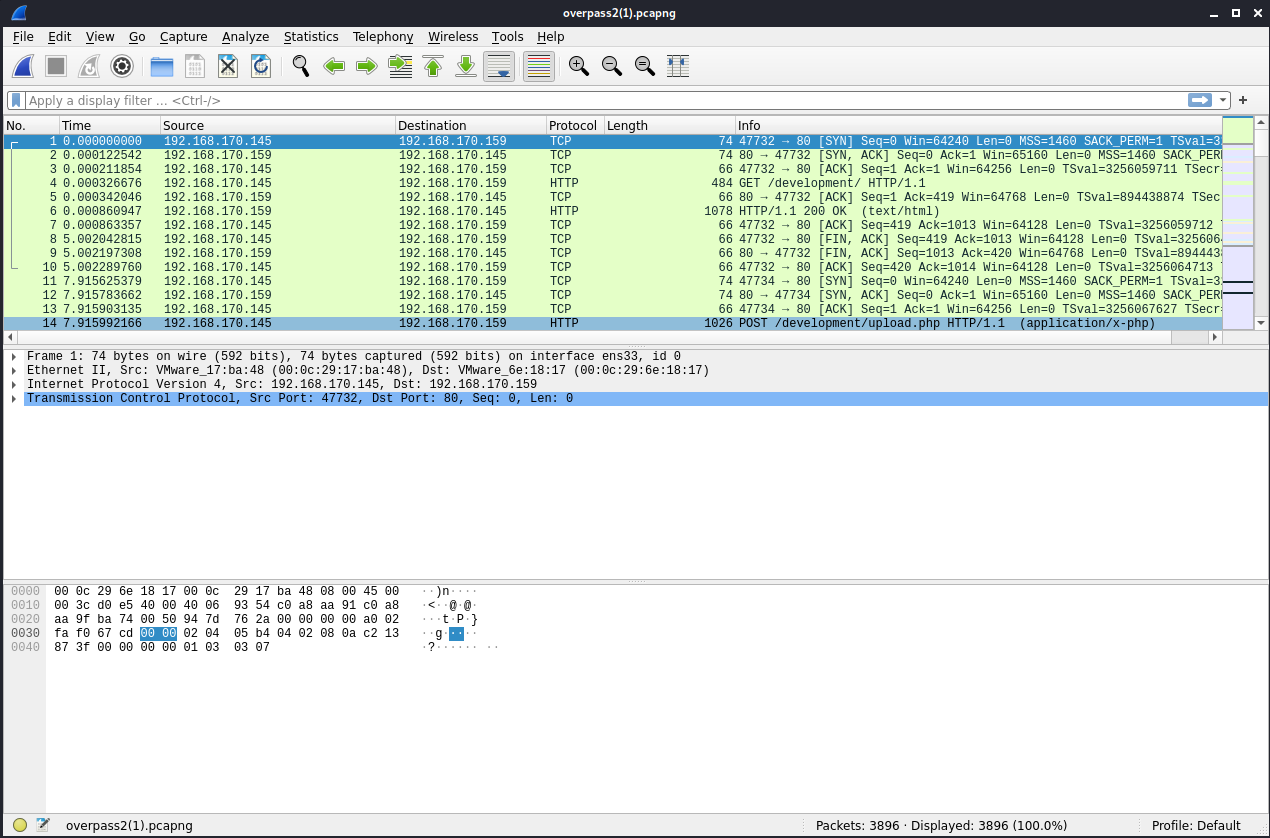 overpass2(1).pcapng
File Edit View Go Capture Analyze Statistics Telephony Wireless Tools Help
Apply a display filter … <Ctrl-/>
No. Time Source Destination Protocol Length Info
1 0.000000000 192.168.170.145 192.168.170.159 TCP 74 47732 → 80 [SYN] Seq=0 Win=64240 Len=0 MSS=1460 SACK_PERM=1 TSval=3
2 0.000122542 192.168.170.159 192.168.170.145 TCP 74 80 → 47732 [SYN, ACK] Seq=0 Ack=1 Win=65160 Len=0 MSS=1460 SACK_PER
3 0.000211854 192.168.170.145 192.168.170.159 TCP 66 47732 → 80 [ACK] Seq=1 Ack=1 Win=64256 Len=0 TSval=3256059711 TSecr=
4 0.000326676 192.168.170.145 192.168.170.159 HTTP 484 GET /development/ HTTP/1.1
5 0.000342046 192.168.170.159 192.168.170.145 TCP 66 80 → 47732 [ACK] Seq=1 Ack=419 Win=64768 Len=0 TSval=894438874 TSec
6 0.000860947 192.168.170.159 192.168.170.145 HTTP 1078 HTTP/1.1 200 OK (text/html)
7 0.000863357 192.168.170.145 192.168.170.159 TCP 66 47732 → 80 [ACK] Seq=419 Ack=1013 Win=64128 Len=0 TSval=3256059712
8 5.002042815 192.168.170.145 192.168.170.159 TCP 66 47732 → 80 [FIN, ACK] Seq=419 Ack=1013 Win=64128 Len=0 TSval=325606
9 5.002197308 192.168.170.159 192.168.170.145 TCP 66 80 → 47732 [FIN, ACK] Seq=1013 Ack=420 Win=64768 Len=0 TSval=894443
10 5.002289760 192.168.170.145 192.168.170.159 TCP 66 47732 → 80 [ACK] Seq=420 Ack=1014 Win=64128 Len=0 TSval=3256064713
11 7.915625379 192.168.170.145 192.168.170.159 TCP 74 47734 → 80 [SYN] Seq=0 Win=64240 Len=0 MSS=1460 SACK_PERM=1 TSval=3
12 7.915783662 192.168.170.159 192.168.170.145 TCP 74 80 → 47734 [SYN, ACK] Seq=0 Ack=1 Win=65160 Len=0 MSS=1460 SACK_PER
13 7.915903135 192.168.170.145 192.168.170.159 TCP 66 47734 → 80 [ACK] Seq=1 Ack=1 Win=64256 Len=0 TSval=3256067627 TSecr=
14 7.915992166 192.168.170.145 192.168.170.159 HTTP 1026 POST /development/upload.php HTTP/1.1 (application/x-php)
Frame 1: 74 bytes on wire (592 bits), 74 bytes captured (592 bits) on interface ens33, id 0
Ethernet II, Src: VMware_17:ba:48 (00:0c:29:17:ba:48), Dst: VMware_6e:18:17 (00:0c:29:6e:18:17)
Internet Protocol Version 4, Src: 192.168.170.145, Dst: 192.168.170.159
Transmission Control Protocol, Src Port: 47732, Dst Port: 80, Seq: 0, Len: 0
0000 00 0c 29 6e 18 17 00 0c 29 17 ba 48 08 00 45 00 ··)n····
0010 00 3c d0 e5 40 00 40 06 93 54 c0 a8 aa 91 c0 a8 ·<··@·@·
0020 aa 9f ba 74 00 50 94 7d 76 2a 00 00 00 00 a0 02 ···t·P·}
0030 fa f0 67 cd 00 00 02 04 05 b4 04 02 08 0a c2 13 ··g·····
0040 87 3f 00 00 00 00 01 03 03 07 ·?······ ··
overpass2(1).pcapng Packets: 3896 · Displayed: 3896 (100.0%) Profile: Default